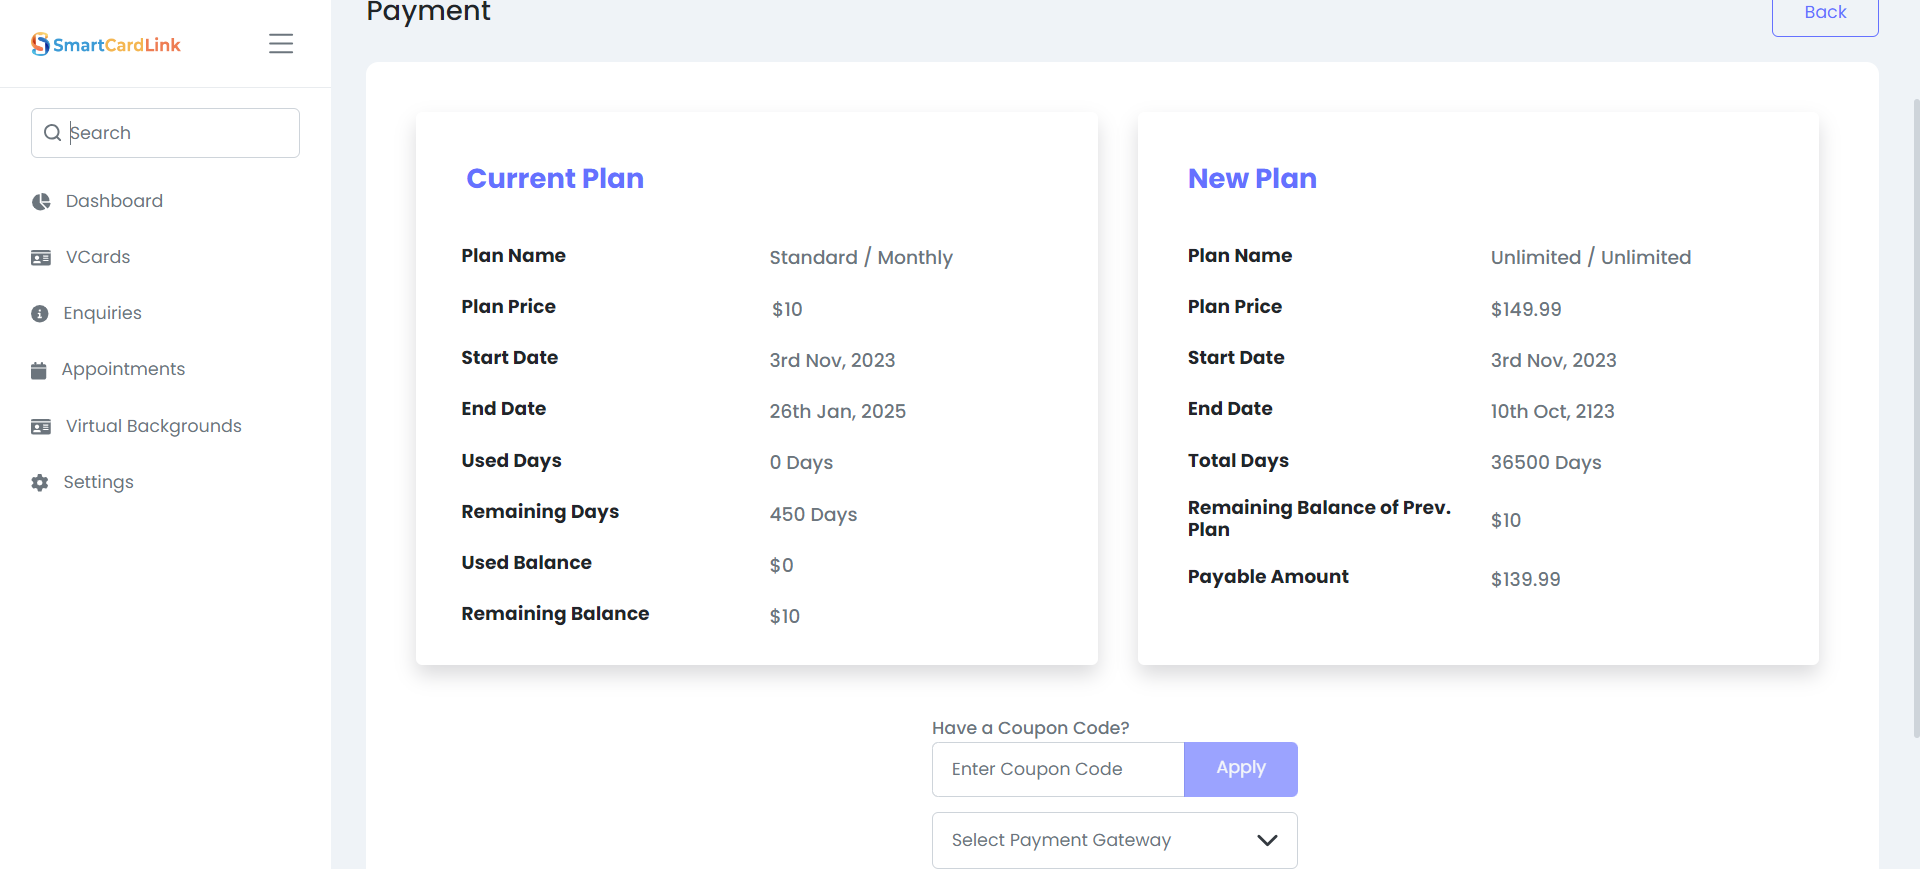 Payment
Back
SmartCardLink
Search
Dashboard
VCards
Enquiries
Appointments
Virtual Backgrounds
Settings
Current Plan
Plan Name Standard / Monthly
Plan Price $10
Start Date 3rd Nov, 2023
End Date 26th Jan, 2025
Used Days 0 Days
Remaining Days 450 Days
Used Balance $0
Remaining Balance $10
New Plan
Plan Name Unlimited / Unlimited
Plan Price $149.99
Start Date 3rd Nov, 2023
End Date 10th Oct, 2123
Total Days 36500 Days
Remaining Balance of Prev.
Plan $10
Payable Amount $139.99
Have a Coupon Code?
Enter Coupon Code Apply
Select Payment Gateway